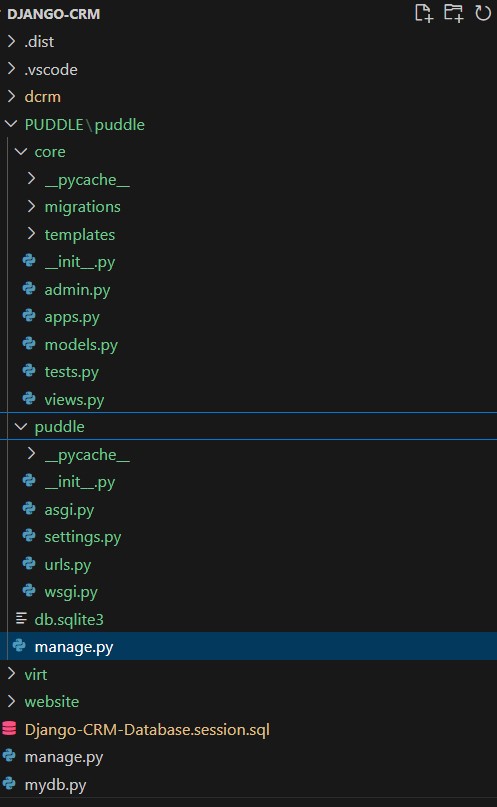 DJANGO-CRM
.dist
.vscode
dcrm
PUDDLE\puddle
core
__pycache__
migrations
templates
__init__.py
admin.py
apps.py
models.py
tests.py
views.py
puddle
__pycache__
__init__.py
asgi.py
settings.py
urls.py
wsgi.py
db.sqlite3
manage.py
virt
website
Django-CRM-Database.session.sql
manage.py
mydb.py